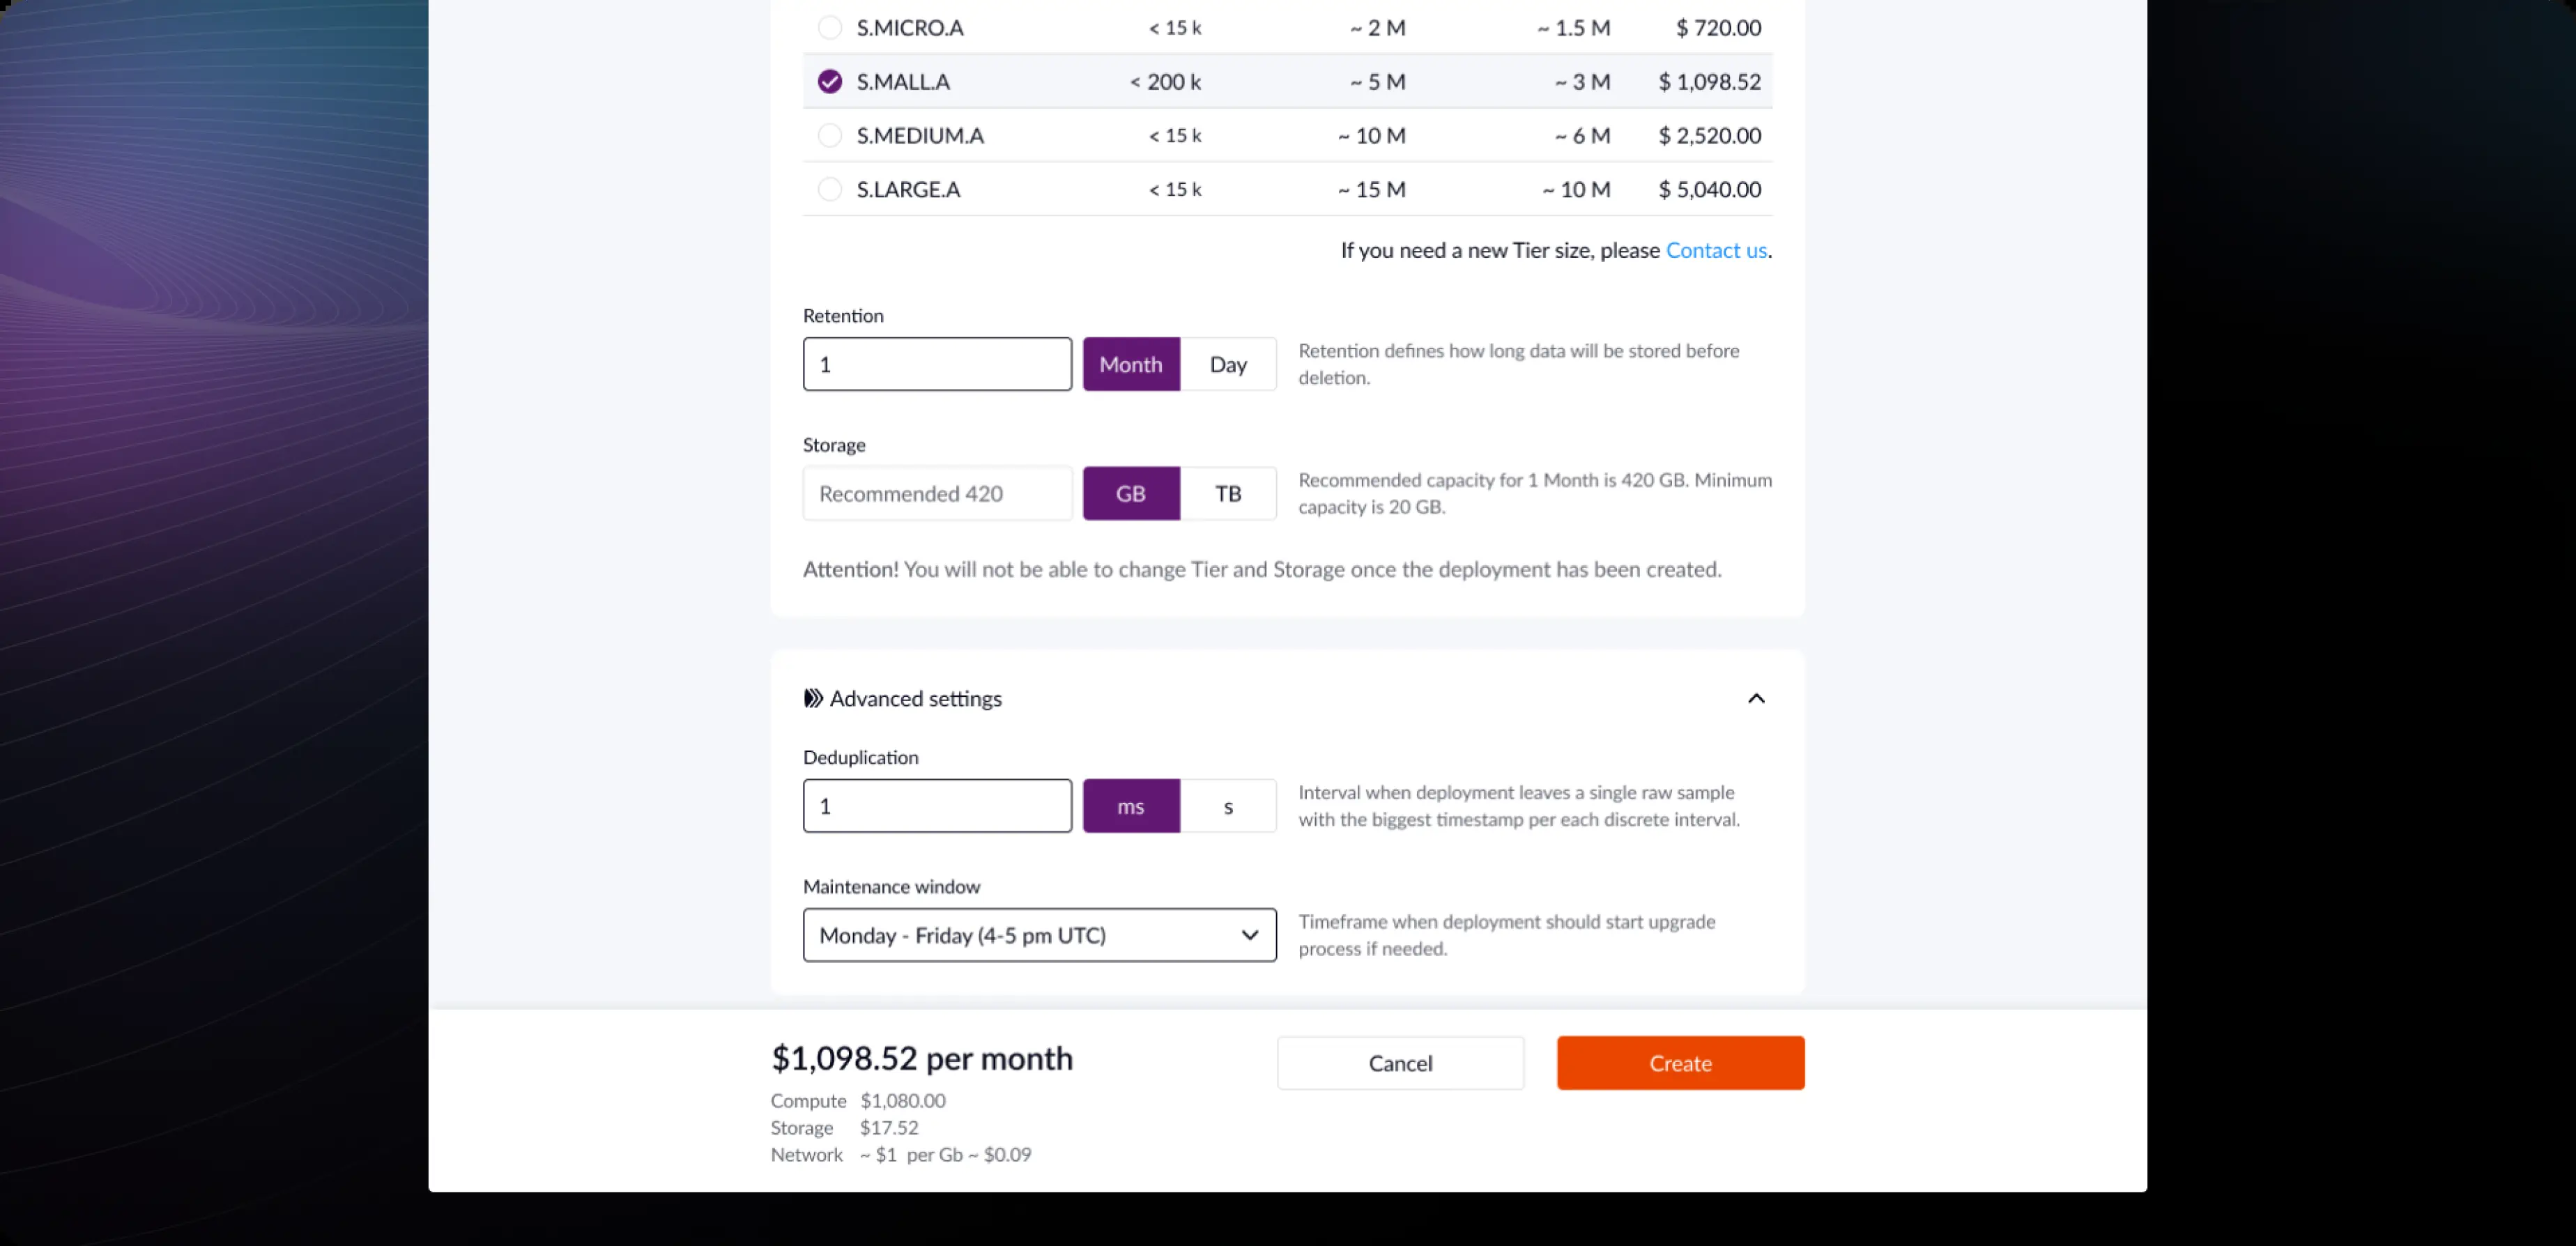 S.MICRO.A < 15 k ~ 2 M ~ 1.5 M $ 720.00
S.MALL.A < 200 k ~ 5 M ~ 3 M $ 1,098.52
S.MEDIUM.A < 15 k ~ 10 M ~ 6 M $ 2,520.00
S.LARGE.A < 15 k ~ 15 M ~ 10 M $ 5,040.00
If you need a new Tier size, please Contact us.
Retention
1 Month Day
Retention defines how long data will be stored before
deletion.
Storage
Recommended 420 GB TB
Recommended capacity for 1 Month is 420 GB. Minimum
capacity is 20 GB.
Attention! You will not be able to change Tier and Storage once the deployment has been created.
Advanced settings
Deduplication
1 ms s
Interval when deployment leaves a single raw sample
with the biggest timestamp per each discrete interval.
Maintenance window
Monday - Friday (4-5 pm UTC)
Timeframe when deployment should start upgrade
process if needed.
$1,098.52 per month
Cancel Create
Compute $1,080.00
Storage $17.52
Network ~ $1 per Gb ~ $0.09